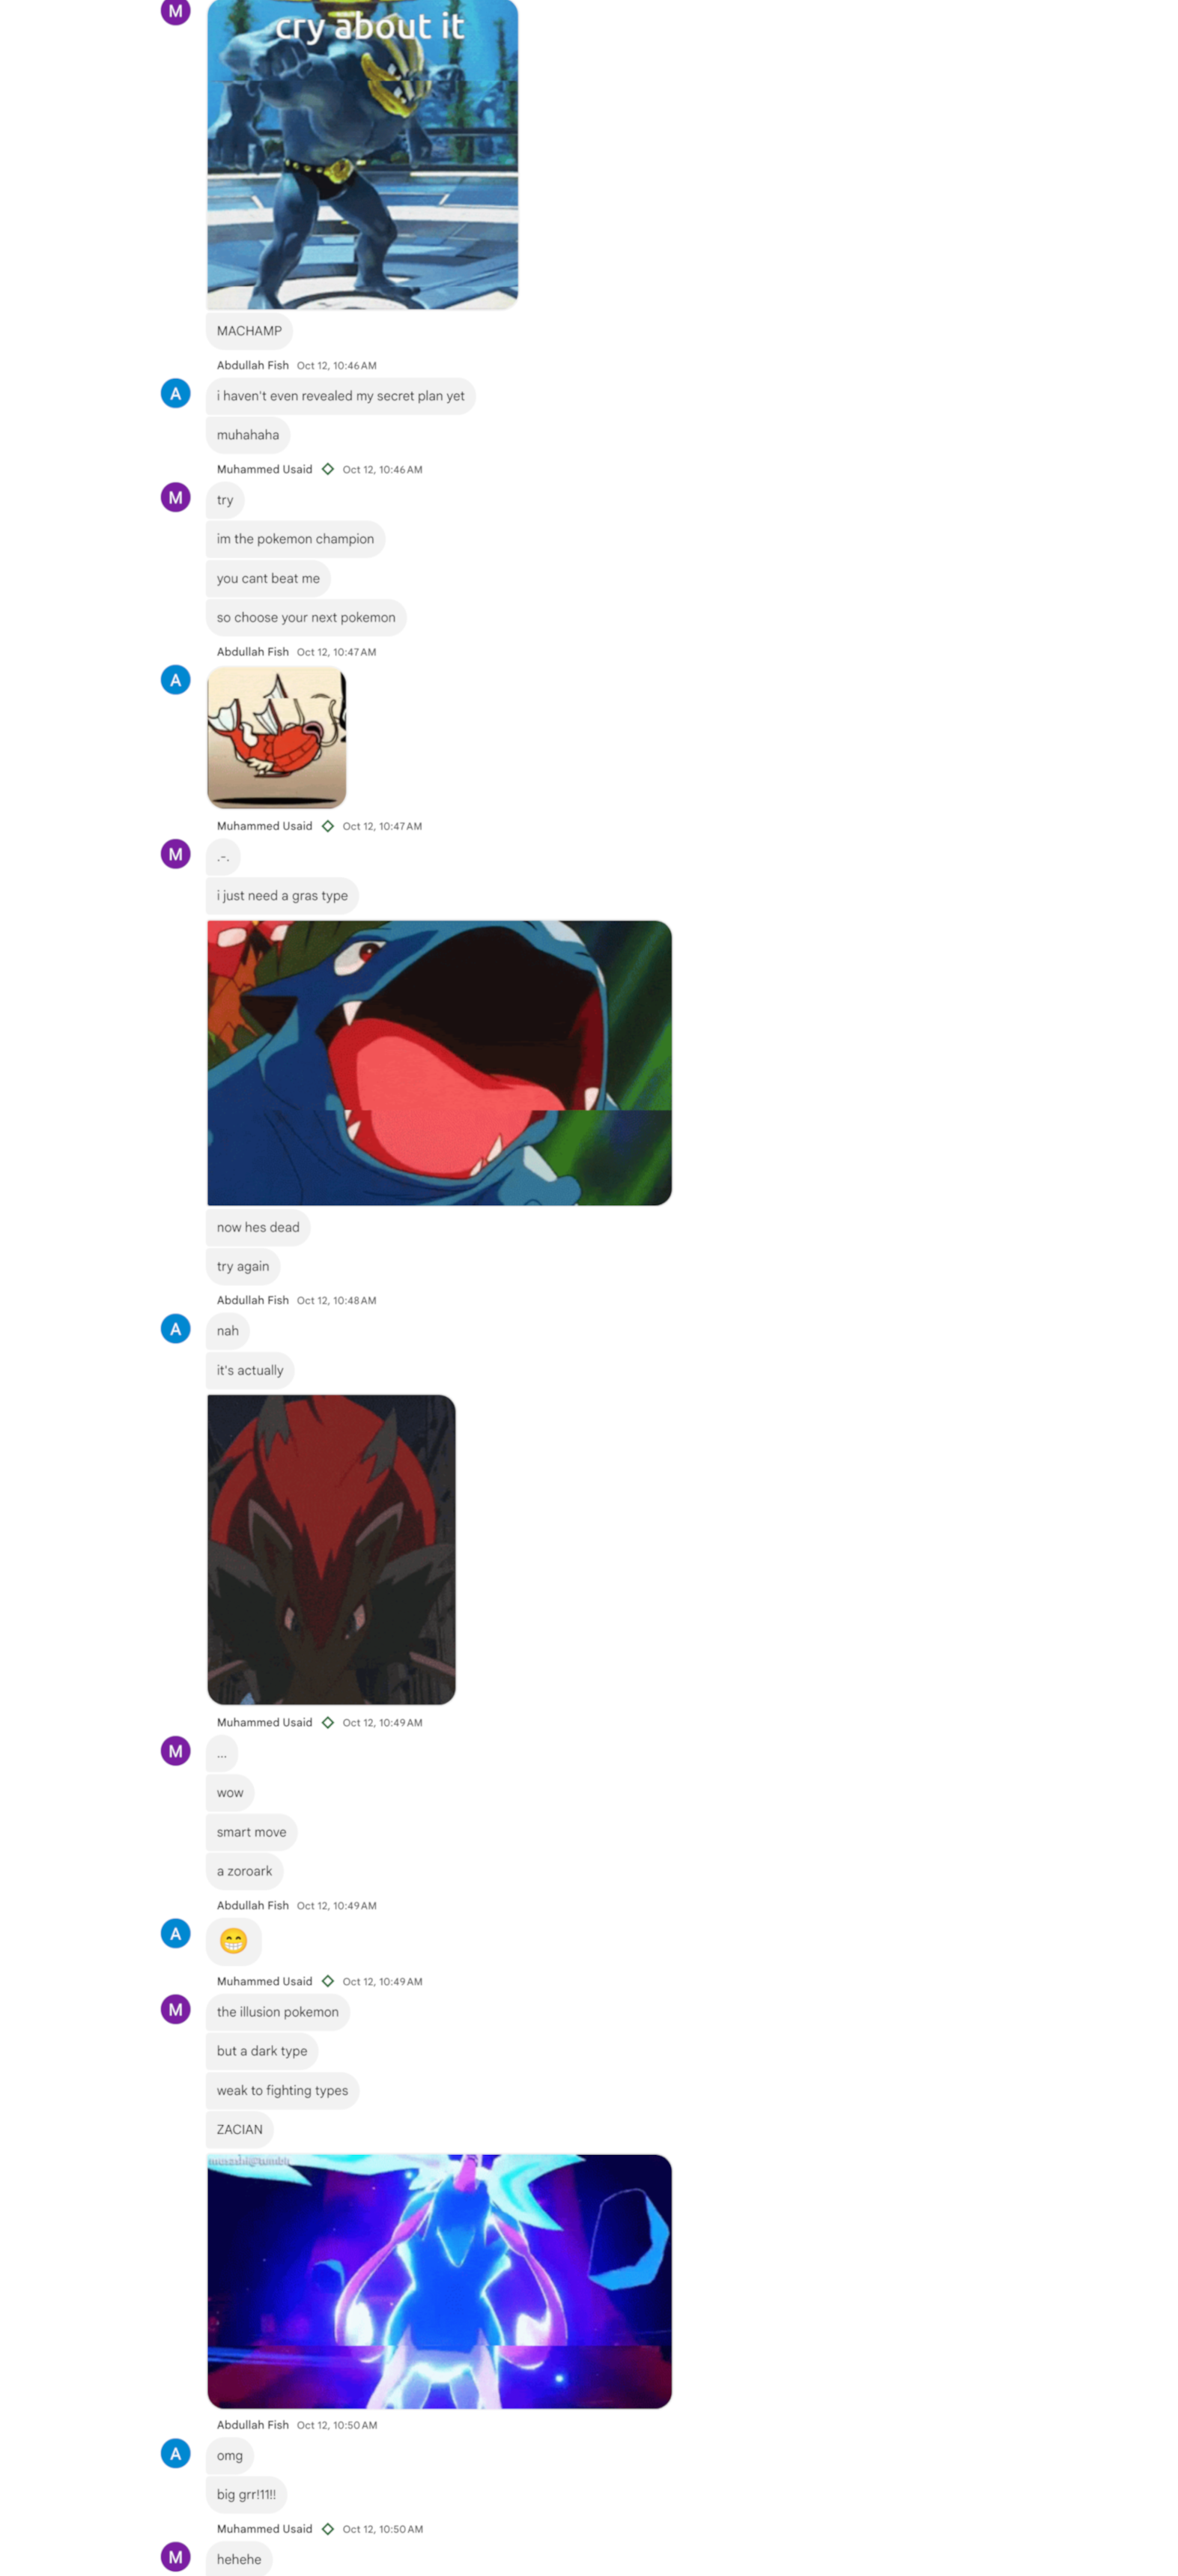 M
cry about it
MACHAMP
Abdullah Fish Oct 12, 10:46 AM
A
i haven't even revealed my secret plan yet
muhahaha
Muhammed Usaid Oct 12, 10:46 AM
M
try
im the pokemon champion
you cant beat me
so choose your next pokemon
Abdullah Fish Oct 12, 10:47 AM
A
Muhammed Usaid Oct 12, 10:47 AM
M
.-.
i just need a gras type
now hes dead
try again
Abdullah Fish Oct 12, 10:48 AM
A
nah
it's actually
Muhammed Usaid Oct 12, 10:49 AM
M
...
wow
smart move
a zoroark
Abdullah Fish Oct 12, 10:49 AM
A
😁
Muhammed Usaid Oct 12, 10:49 AM
M
the illusion pokemon
but a dark type
weak to fighting types
ZACIAN
Abdullah Fish Oct 12, 10:50 AM
A
omg
big grr!11!!
Muhammed Usaid Oct 12, 10:50 AM
M
hehehe